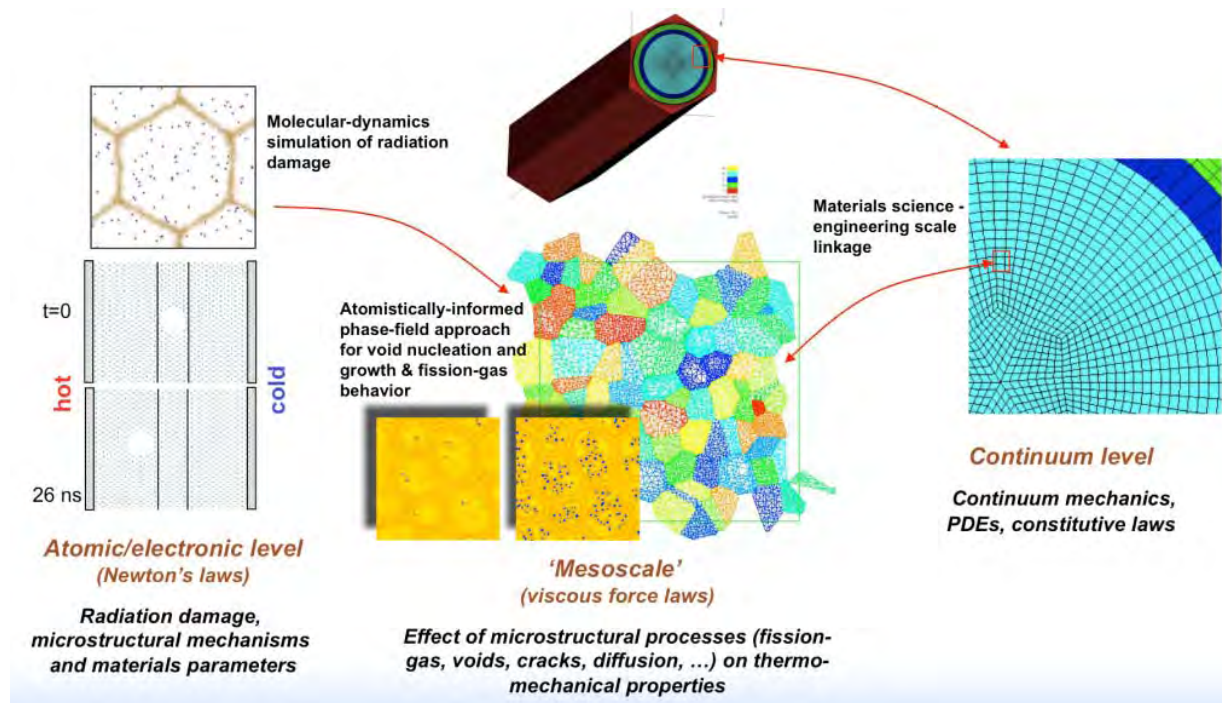 Molecular-dynamics
simulation of radiation
damage
Materials science -
engineering scale
linkage
t=0
hot
cold
26 ns
Atomistically-informed
phase-field approach
for void nucleation and
growth & fission-gas
behavior
Atomic/electronic level
(Newton's laws)
Radiation damage,
microstructural mechanisms
and materials parameters
‘Mesoscale’
(viscous force laws)
Effect of microstructural processes (fission-
gas, voids, cracks, diffusion, …) on thermo-
mechanical properties
Continuum level
Continuum mechanics,
PDEs, constitutive laws